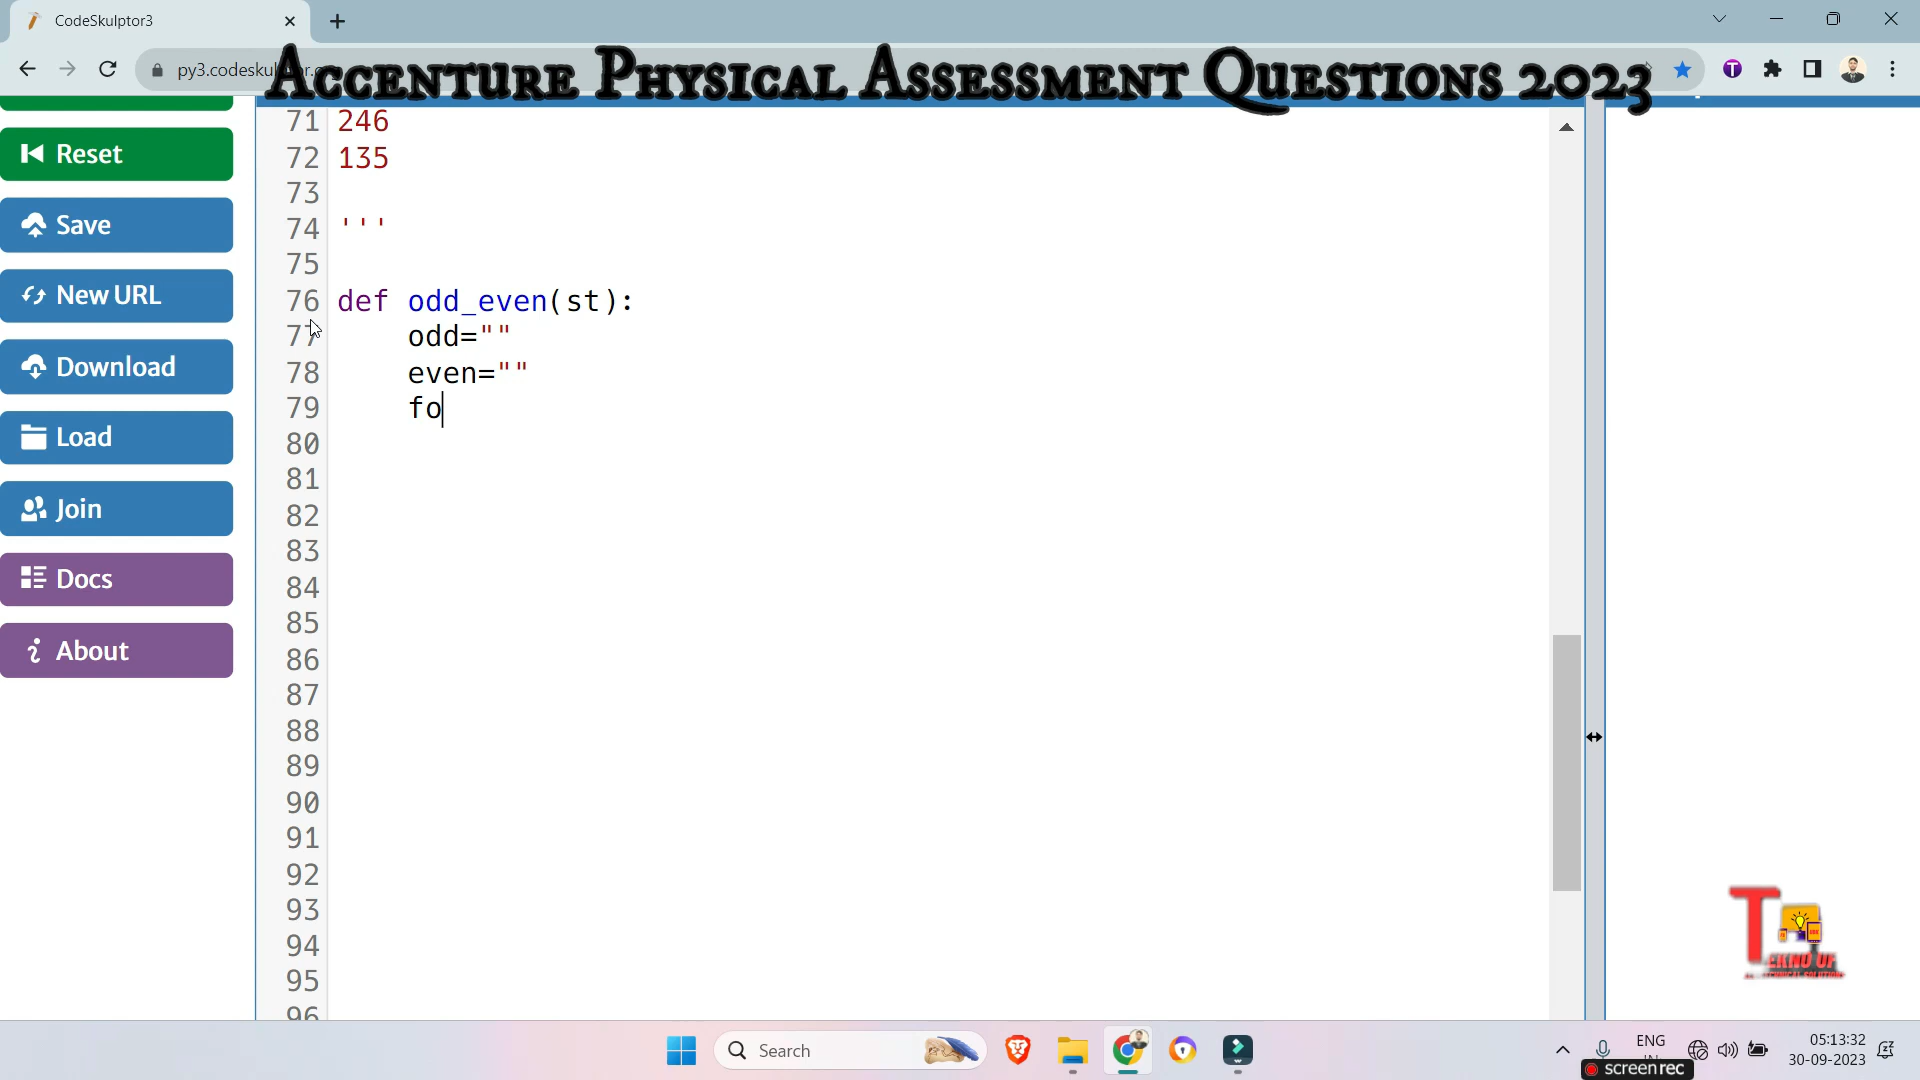 CodeSkulptor3
py3.codeskul
Accenture Physical Assessment Questions 2023
Reset
Save
New URL
Download
Load
Join
Docs
About
71 246
72 135
73
74 '''
75
76 def odd_even(st):
77 odd=""
78 even=""
79 fo
80
81
82
83
84
85
86
87
88
89
90
91
92
93
94
95
96
T
EKNO UF
Search
ENG
05:13:32
30-09-2023
screenrec